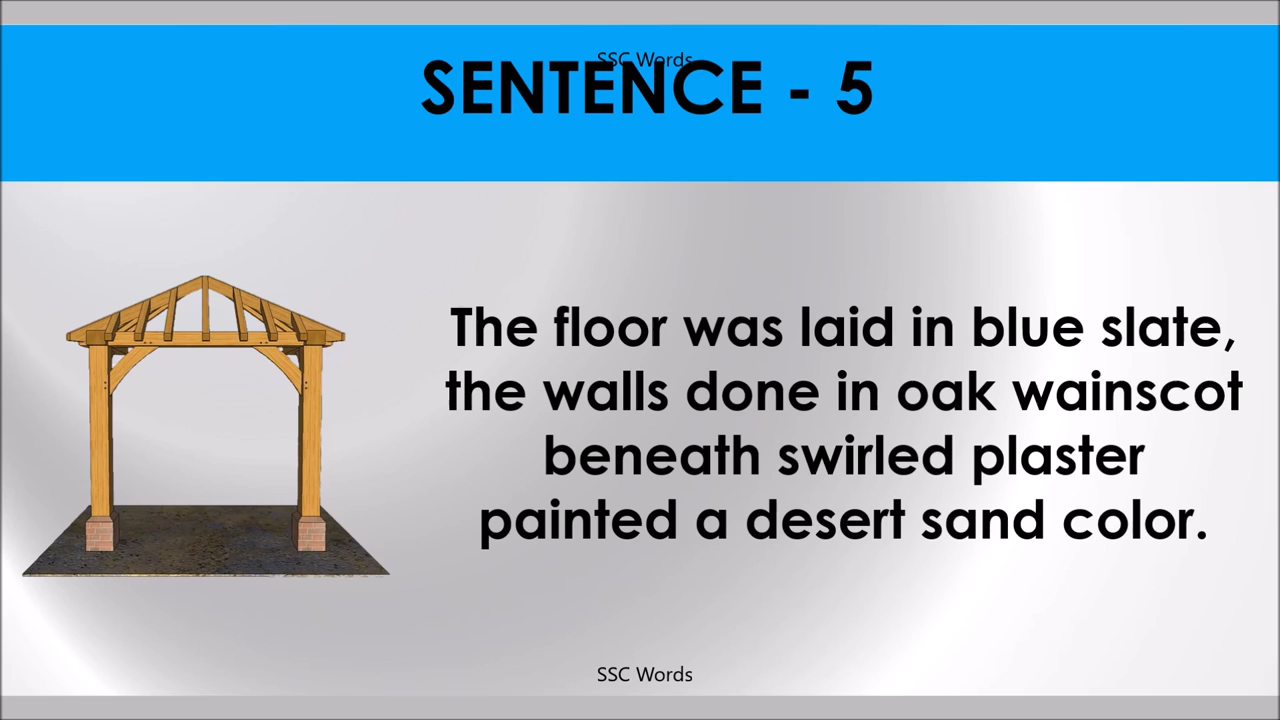 SSC Words
SENTENCE - 5
The floor was laid in blue slate,
the walls done in oak wainscot
beneath swirled plaster
painted a desert sand color.
SSC Words